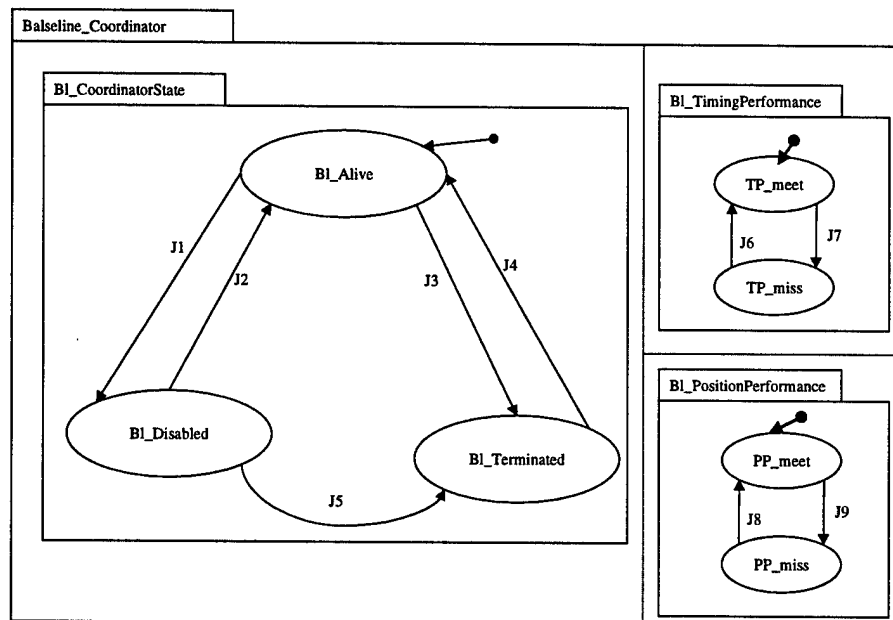 Balseline_Coordinator
Bl_CoordinatorState
Bl_Alive
J1
J2
J3
J4
Bl_Disabled
Bl_Terminated
J5
Bl_TimingPerformance
TP_meet
J6
J7
TP_miss
Bl_PositionPerformance
PP_meet
J8
J9
PP_miss